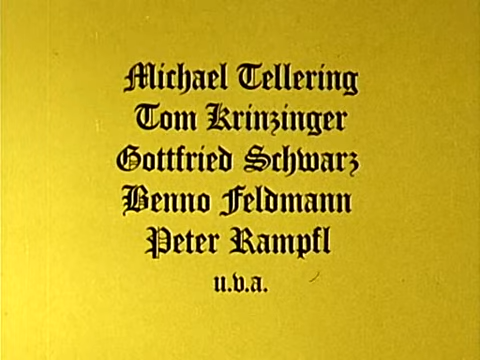 Michael Tellering
Tom Krinzinger
Gottfried Schwarz
Benno Feldmann
Peter Rampfl
u.v.a.